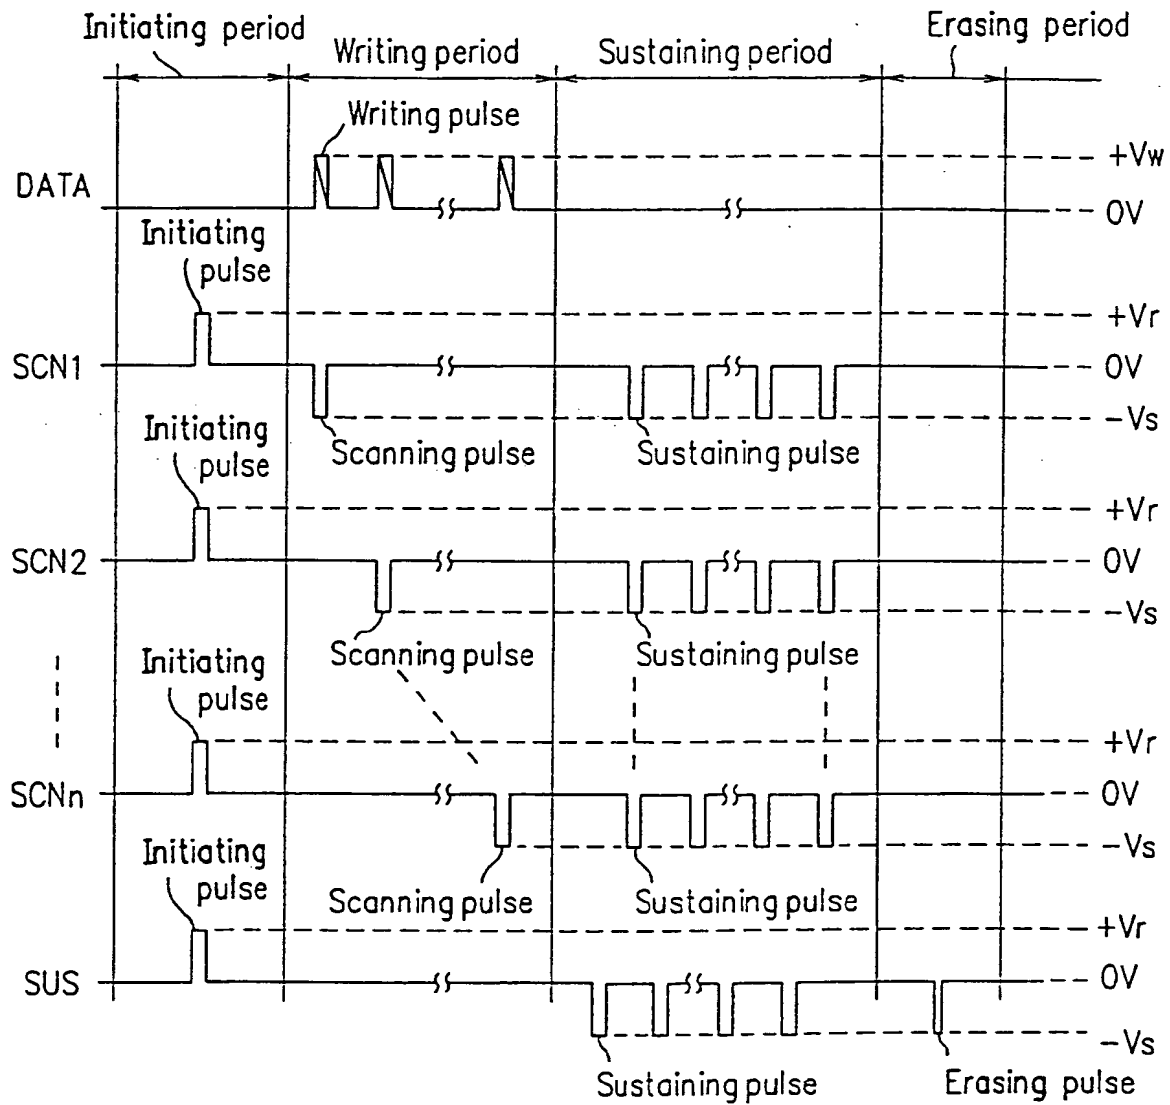 Initiating period
Writing period
Sustaining period
Erasing period
Writing pulse
+Vw
DATA
0V
Initiating
pulse
+Vr
SCN1
0V
-Vs
Scanning pulse
Sustaining pulse
Initiating
pulse
+Vr
SCN2
0V
-Vs
Scanning pulse
Sustaining pulse
Initiating
pulse
+Vr
SCNn
0V
-Vs
Scanning pulse
Sustaining pulse
Initiating
pulse
+Vr
SUS
0V
-Vs
Sustaining pulse
Erasing pulse